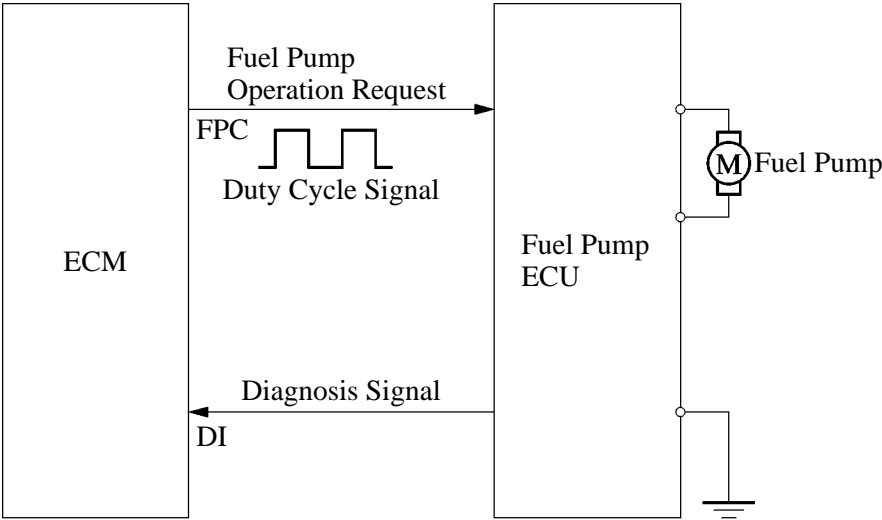 Fuel Pump
Operation Request
FPC
Duty Cycle Signal
M
Fuel Pump
ECM
Fuel Pump
ECU
Diagnosis Signal
DI